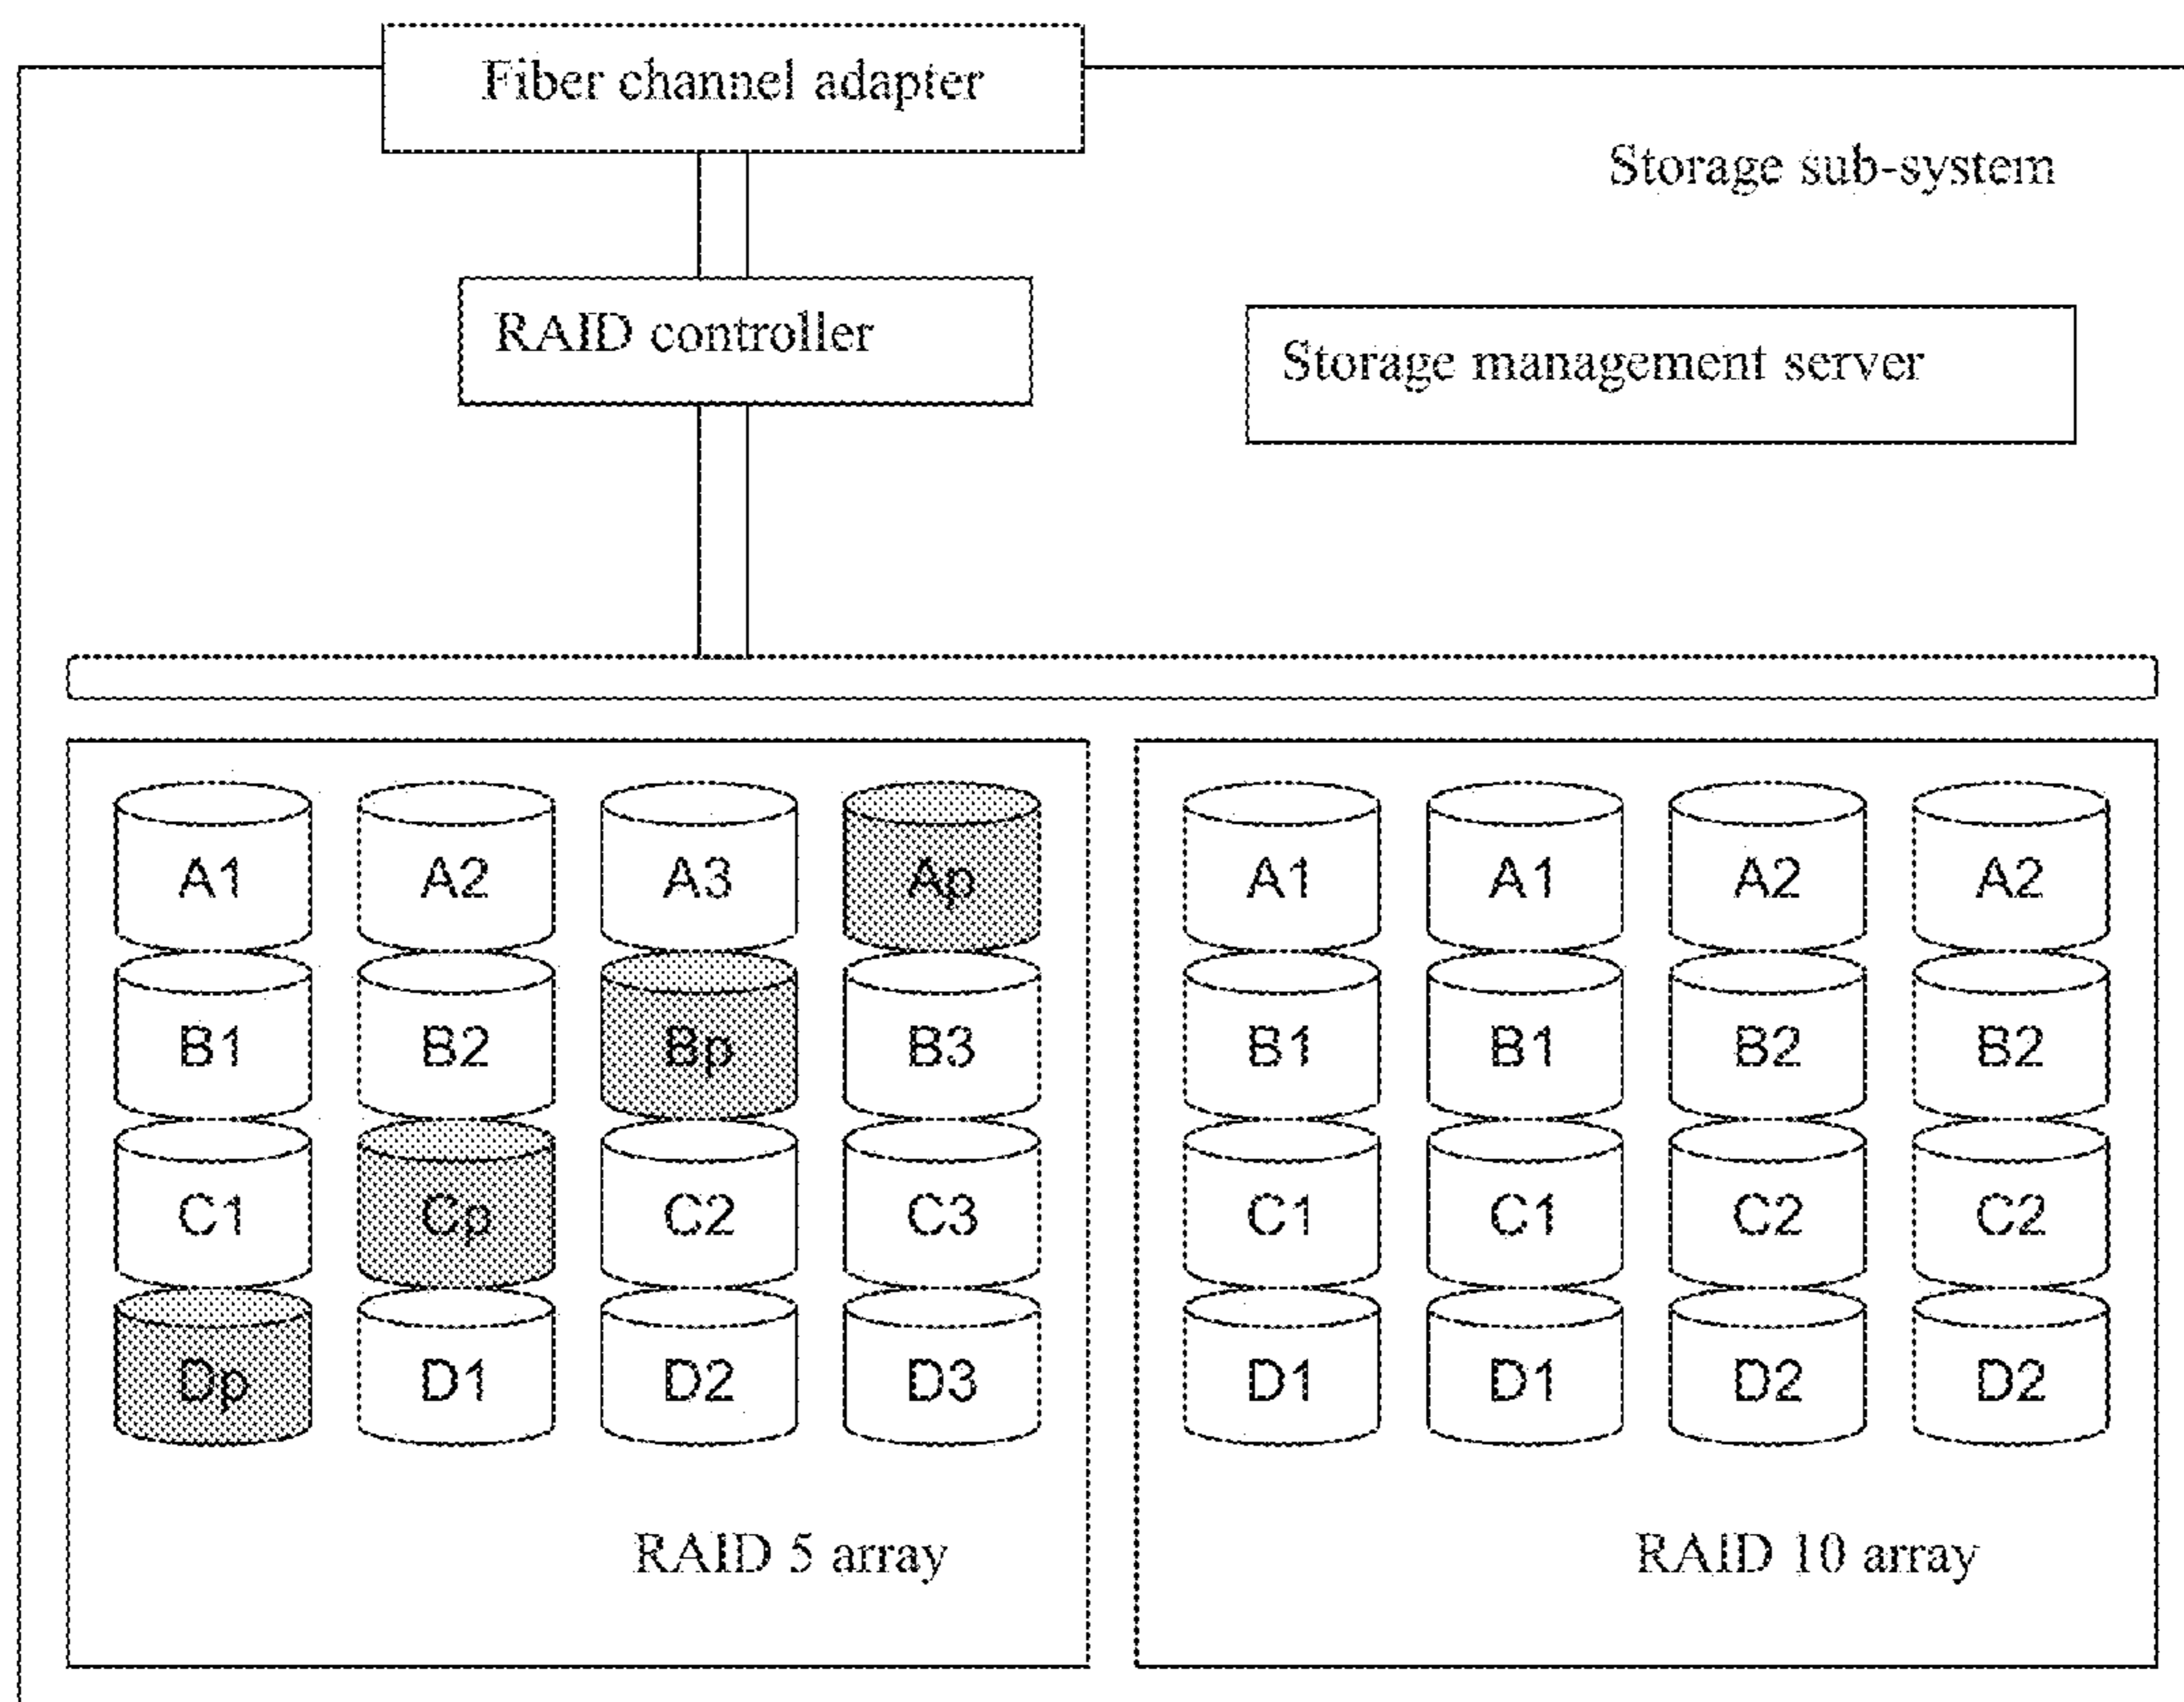 Fiber channel adapter
Storage sub-system
RAID controller
Storage management server
A1 A2 A3 Ap A1 A1 A2 A2
B1 B2 Bp B3 B1 B1 B2 B2
C1 Cp C2 C3 C1 C1 C2 C2
Dp D1 D2 D3 D1 D1 D2 D2
RAID 5 array RAID 10 array